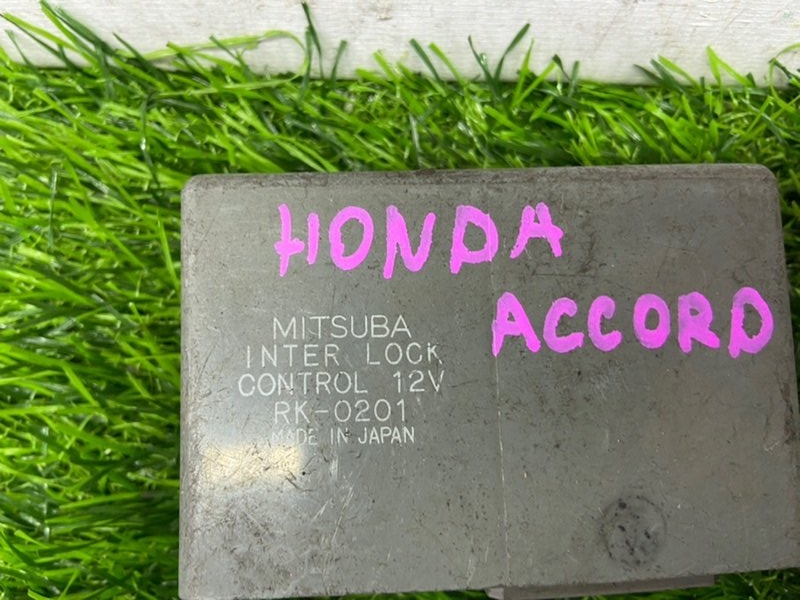 HONDA
ACCORD
MITSUBA
INTER LOCK
CONTROL 12V
RK-0201
MADE IN JAPAN